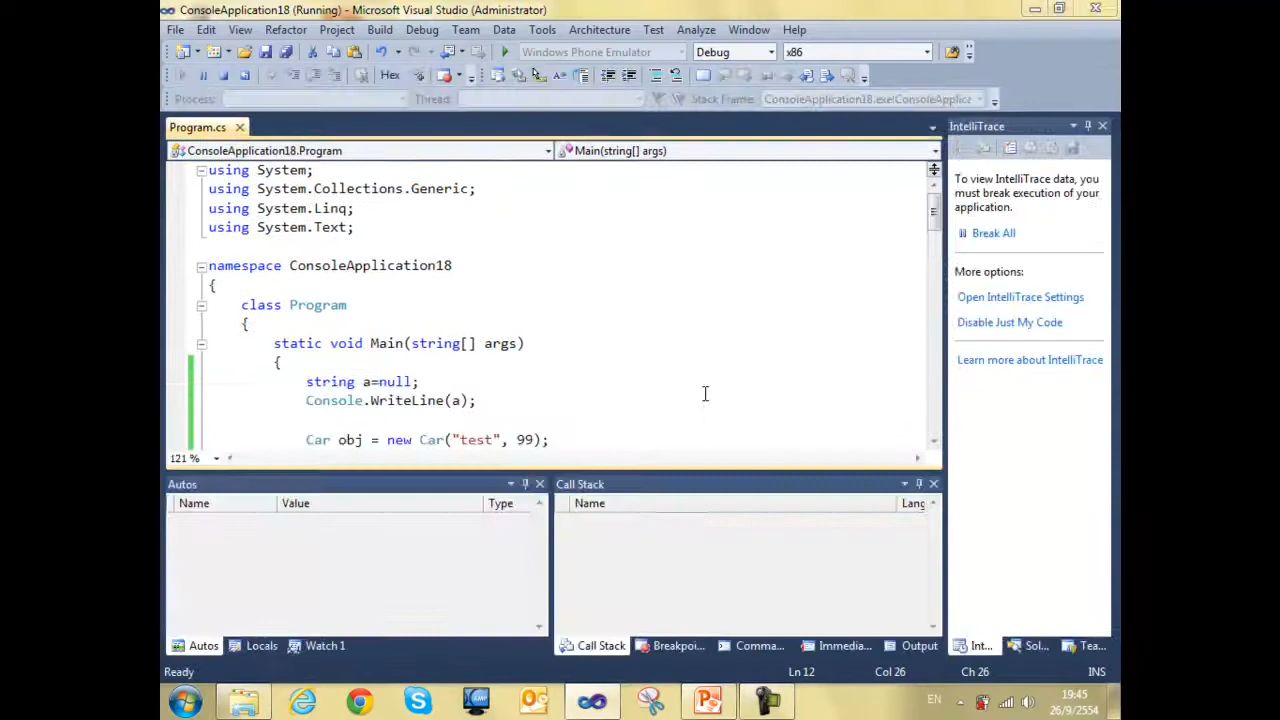 ConsoleApplication18 (Running) - Microsoft Visual Studio (Administrator)
File Edit View Refactor Project Build Debug Team Data Tools Architecture Test Analyze Window Help
Windows Phone Emulator Debug x86
Hex
Process: Thread: Stack Frame: ConsoleApplication18.exe!ConsoleApplica
Program.cs
IntelliTrace
ConsoleApplication18.Program Main(string[] args)
using System;
using System.Collections.Generic;
using System.Linq;
using System.Text;
namespace ConsoleApplication18
{
class Program
{
static void Main(string[] args)
{
string a=null;
Console.WriteLine(a);
Car obj = new Car("test", 99);
121 %
To view IntelliTrace data, you
must break execution of your
application.
Break All
More options:
Open IntelliTrace Settings
Disable Just My Code
Learn more about IntelliTrace
Autos
Name Value Type
Call Stack
Name Lang
Autos Locals Watch 1
Call Stack Breakpoi... Comma... Immedia... Output
Int... Sol... Tea...
Ready Ln 12 Col 26 Ch 26 INS
EN
19:45
26/9/2554